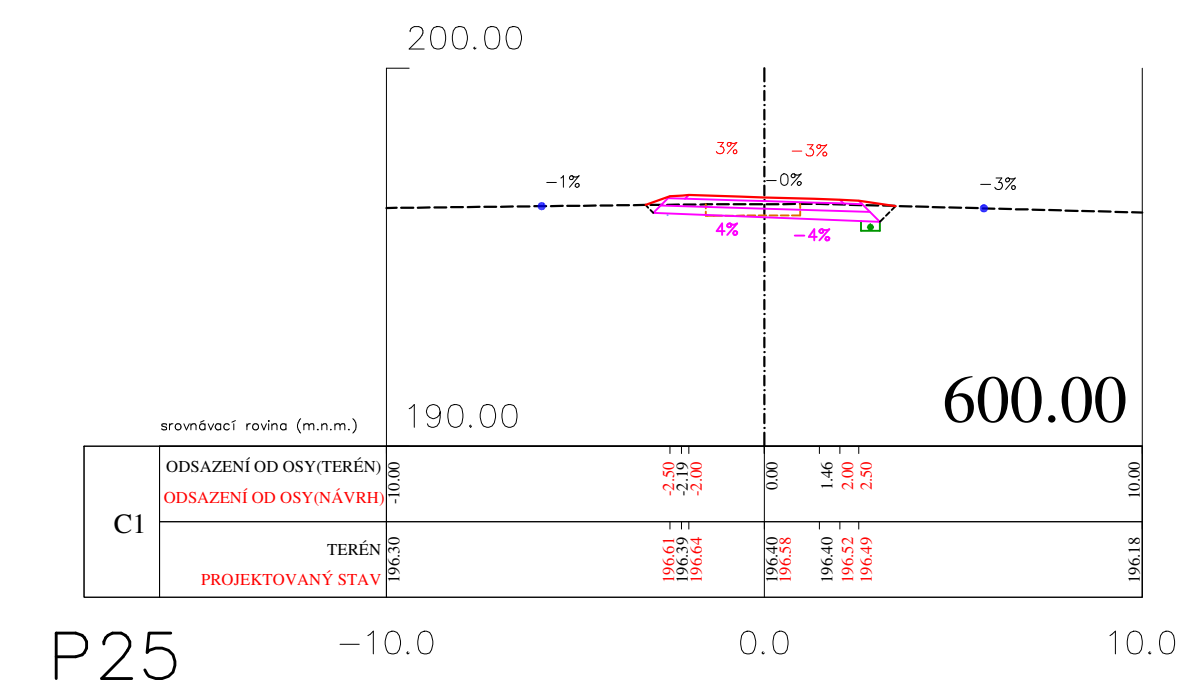 200.00
3% -3%
-1% -0% -3%
4% -4%
600.00
srovnávací rovina (m.n.m.) 190.00
C1
ODSAZENÍ OD OSY(TERÉN) -10.00 -2.19 0.00 1.46 10.00
ODSAZENÍ OD OSY(NÁVRH) -2.50 -2.00 2.00 2.50
TERÉN 196.30 196.39 196.40 196.40 196.18
PROJEKTOVANÝ STAV 196.61 196.64 196.58 196.52 196.49
P25 -10.0 0.0 10.0